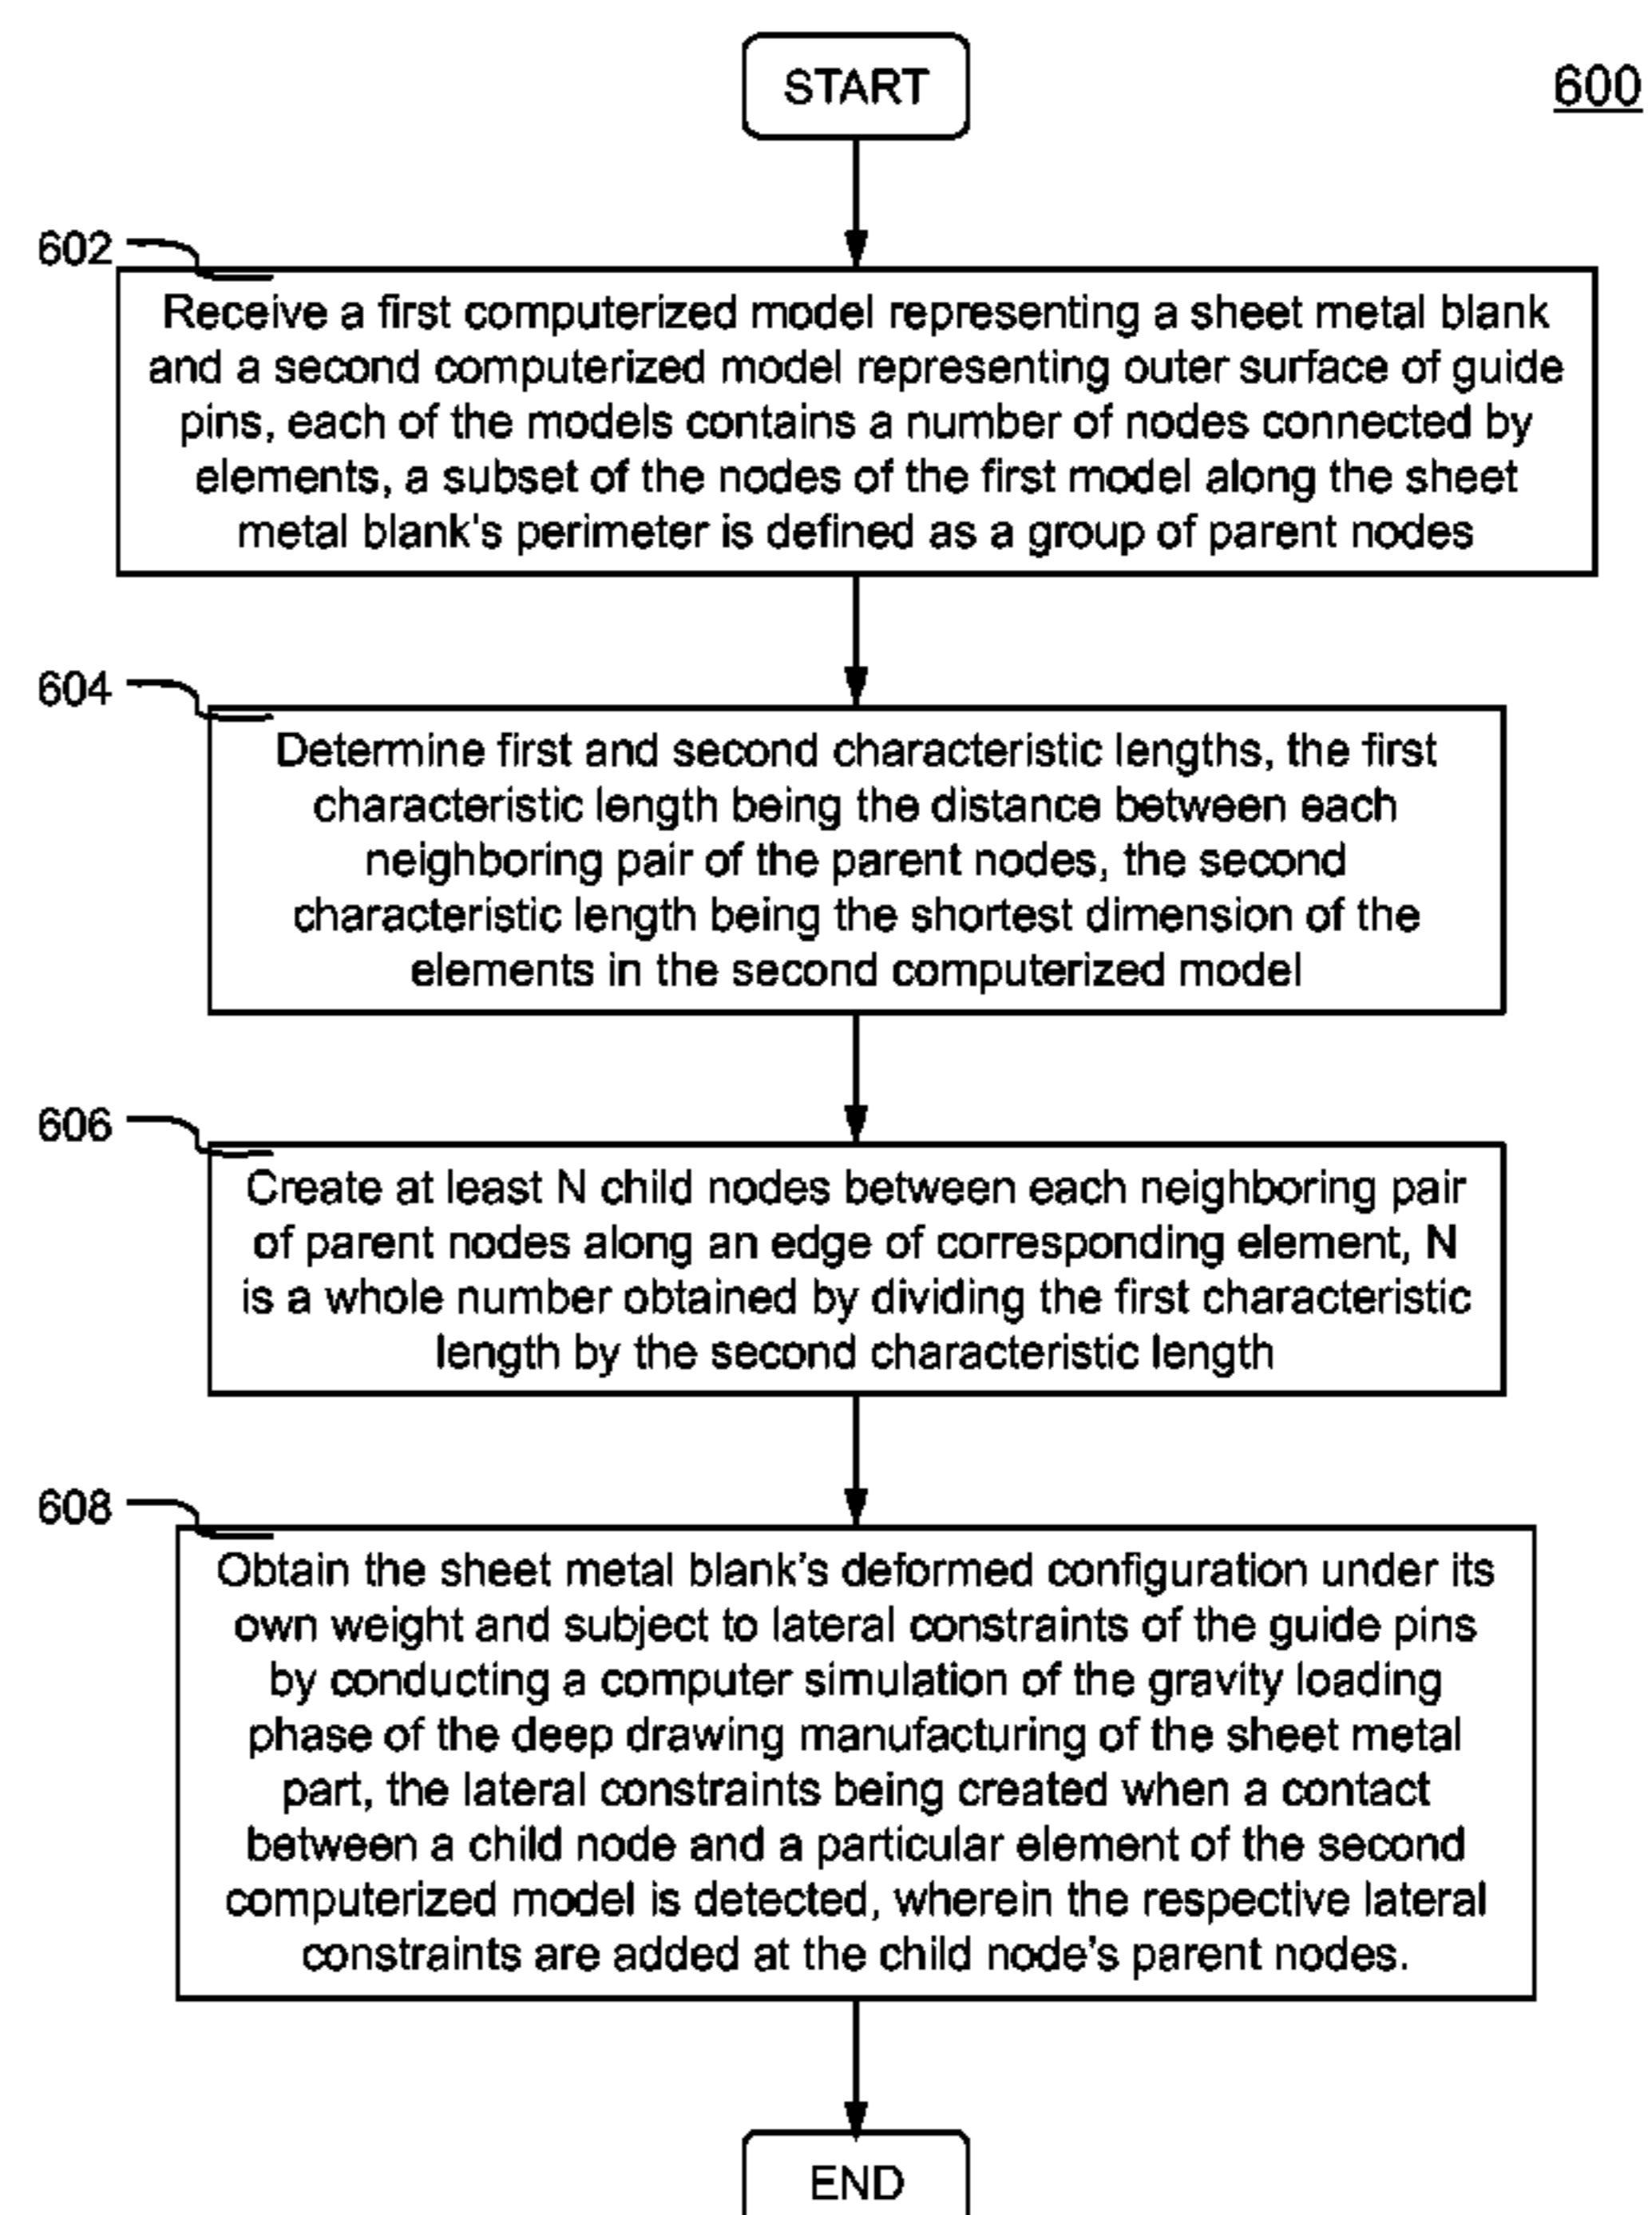 START
600
602
Receive a first computerized model representing a sheet metal blank
and a second computerized model representing outer surface of guide
pins, each of the models contains a number of nodes connected by
elements, a subset of the nodes of the first model along the sheet
metal blank's perimeter is defined as a group of parent nodes
604
Determine first and second characteristic lengths, the first
characteristic length being the distance between each
neighboring pair of the parent nodes, the second
characteristic length being the shortest dimension of the
elements in the second computerized model
606
Create at least N child nodes between each neighboring pair
of parent nodes along an edge of corresponding element, N
is a whole number obtained by dividing the first characteristic
length by the second characteristic length
608
Obtain the sheet metal blank’s deformed configuration under its
own weight and subject to lateral constraints of the guide pins
by conducting a computer simulation of the gravity loading
phase of the deep drawing manufacturing of the sheet metal
part, the lateral constraints being created when a contact
between a child node and a particular element of the second
computerized model is detected, wherein the respective lateral
constraints are added at the child node’s parent nodes.
END